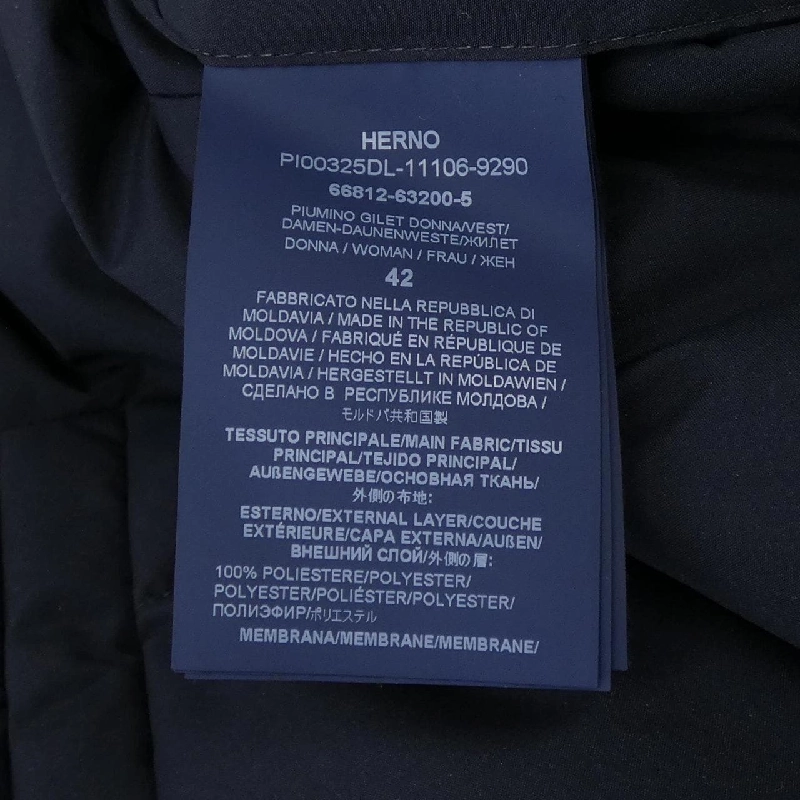 HERNO
PI00325DL-11106-9290
66812-63200-5
PIUMINO GILET DONNA/VEST/
DAMEN-DAUNENWESTE/ЖИЛЕТ
DONNA / WOMAN / FRAU / ЖЕН
42
FABBRICATO NELLA REPUBBLICA DI
MOLDAVIA / MADE IN THE REPUBLIC OF
MOLDOVA / FABRIQUÉ EN RÉPUBLIQUE DE
MOLDAVIE / HECHO EN LA REPÚBLICA DE
MOLDAVIA / HERGESTELLT IN MOLDAWIEN /
СДЕЛАНО В РЕСПУБЛИКЕ МОЛДОВА /
モルドバ共和国製
TESSUTO PRINCIPALE/MAIN FABRIC/TISSU
PRINCIPAL/TEJIDO PRINCIPAL/
AUßENGEWEBE/ОСНОВНАЯ ТКАНЬ/
外側の布地:
ESTERNO/EXTERNAL LAYER/COUCHE
EXTÉRIEURE/CAPA EXTERNA/AUßEN/
ВНЕШНИЙ СЛОЙ/外側の層:
100% POLIESTERE/POLYESTER/
POLYESTER/POLIÉSTER/POLYESTER/
ПОЛИЭФИР/ポリエステル
MEMBRANA/MEMBRANE/MEMBRANE/